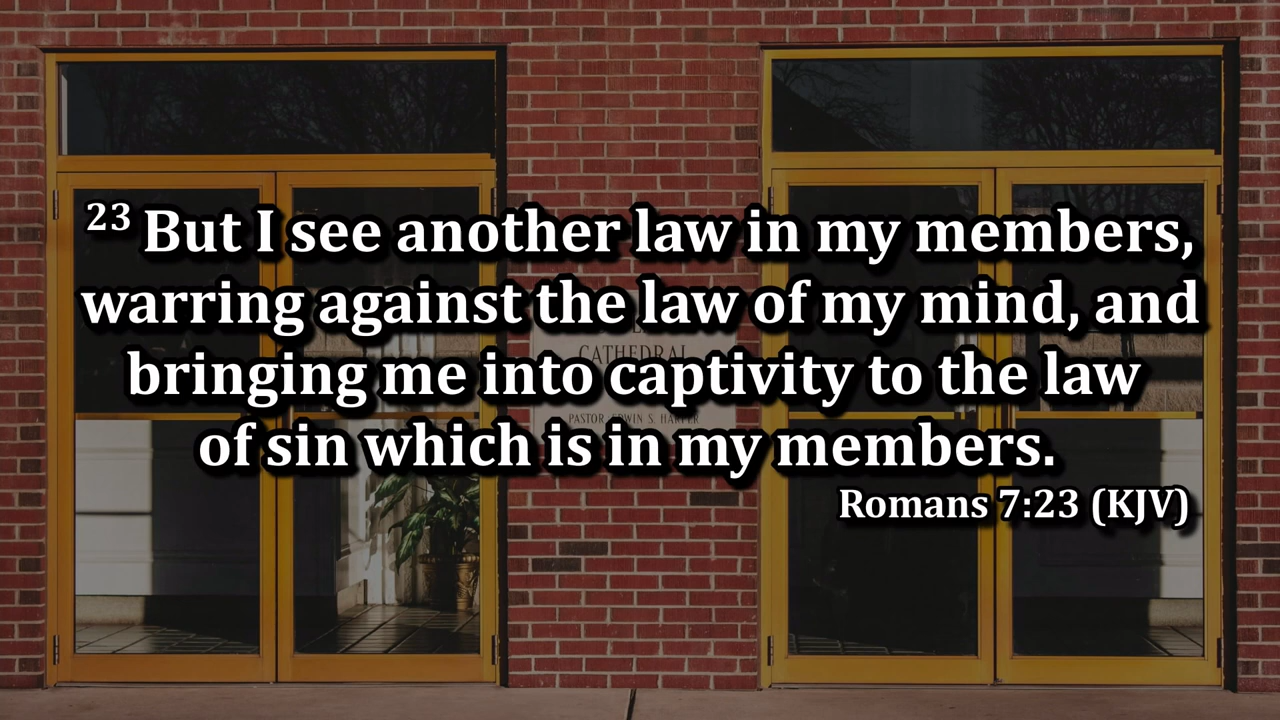 23 But I see another law in my members,
warring against the law of my mind, and
bringing me into captivity to the law
of sin which is in my members.
Romans 7:23 (KJV)
CATHEDRAL
PASTOR EDWIN S. HARPER